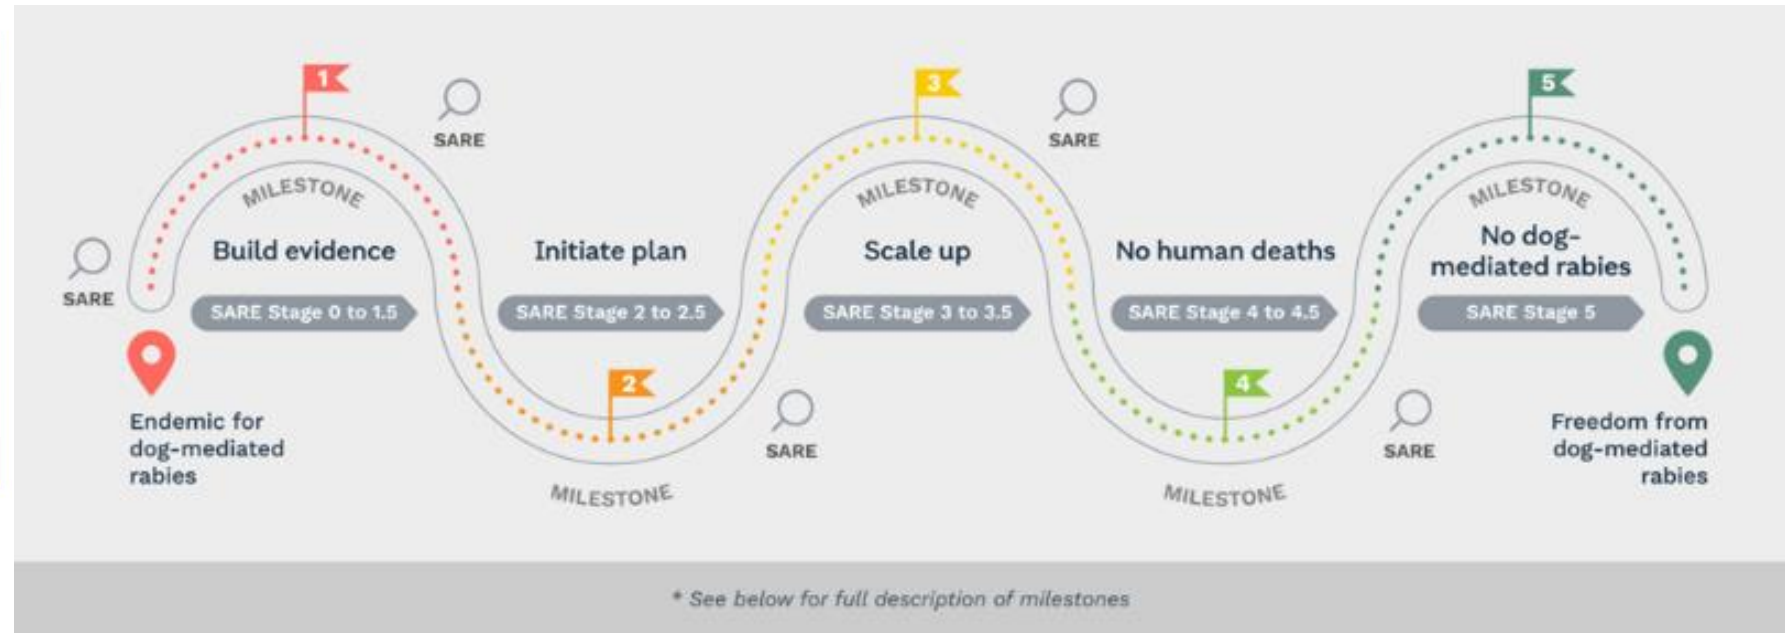 1
SARE
3
SARE
5
MILESTONE
MILESTONE
MILESTONE
SARE
Build evidence
Initiate plan
Scale up
No human deaths
No dog-
mediated rabies
SARE Stage 0 to 1.5
SARE Stage 2 to 2.5
SARE Stage 3 to 3.5
SARE Stage 4 to 4.5
SARE Stage 5
2
4
Endemic for
dog-mediated
rabies
SARE
SARE
Freedom from
dog-mediated
rabies
MILESTONE
MILESTONE
* See below for full description of milestones